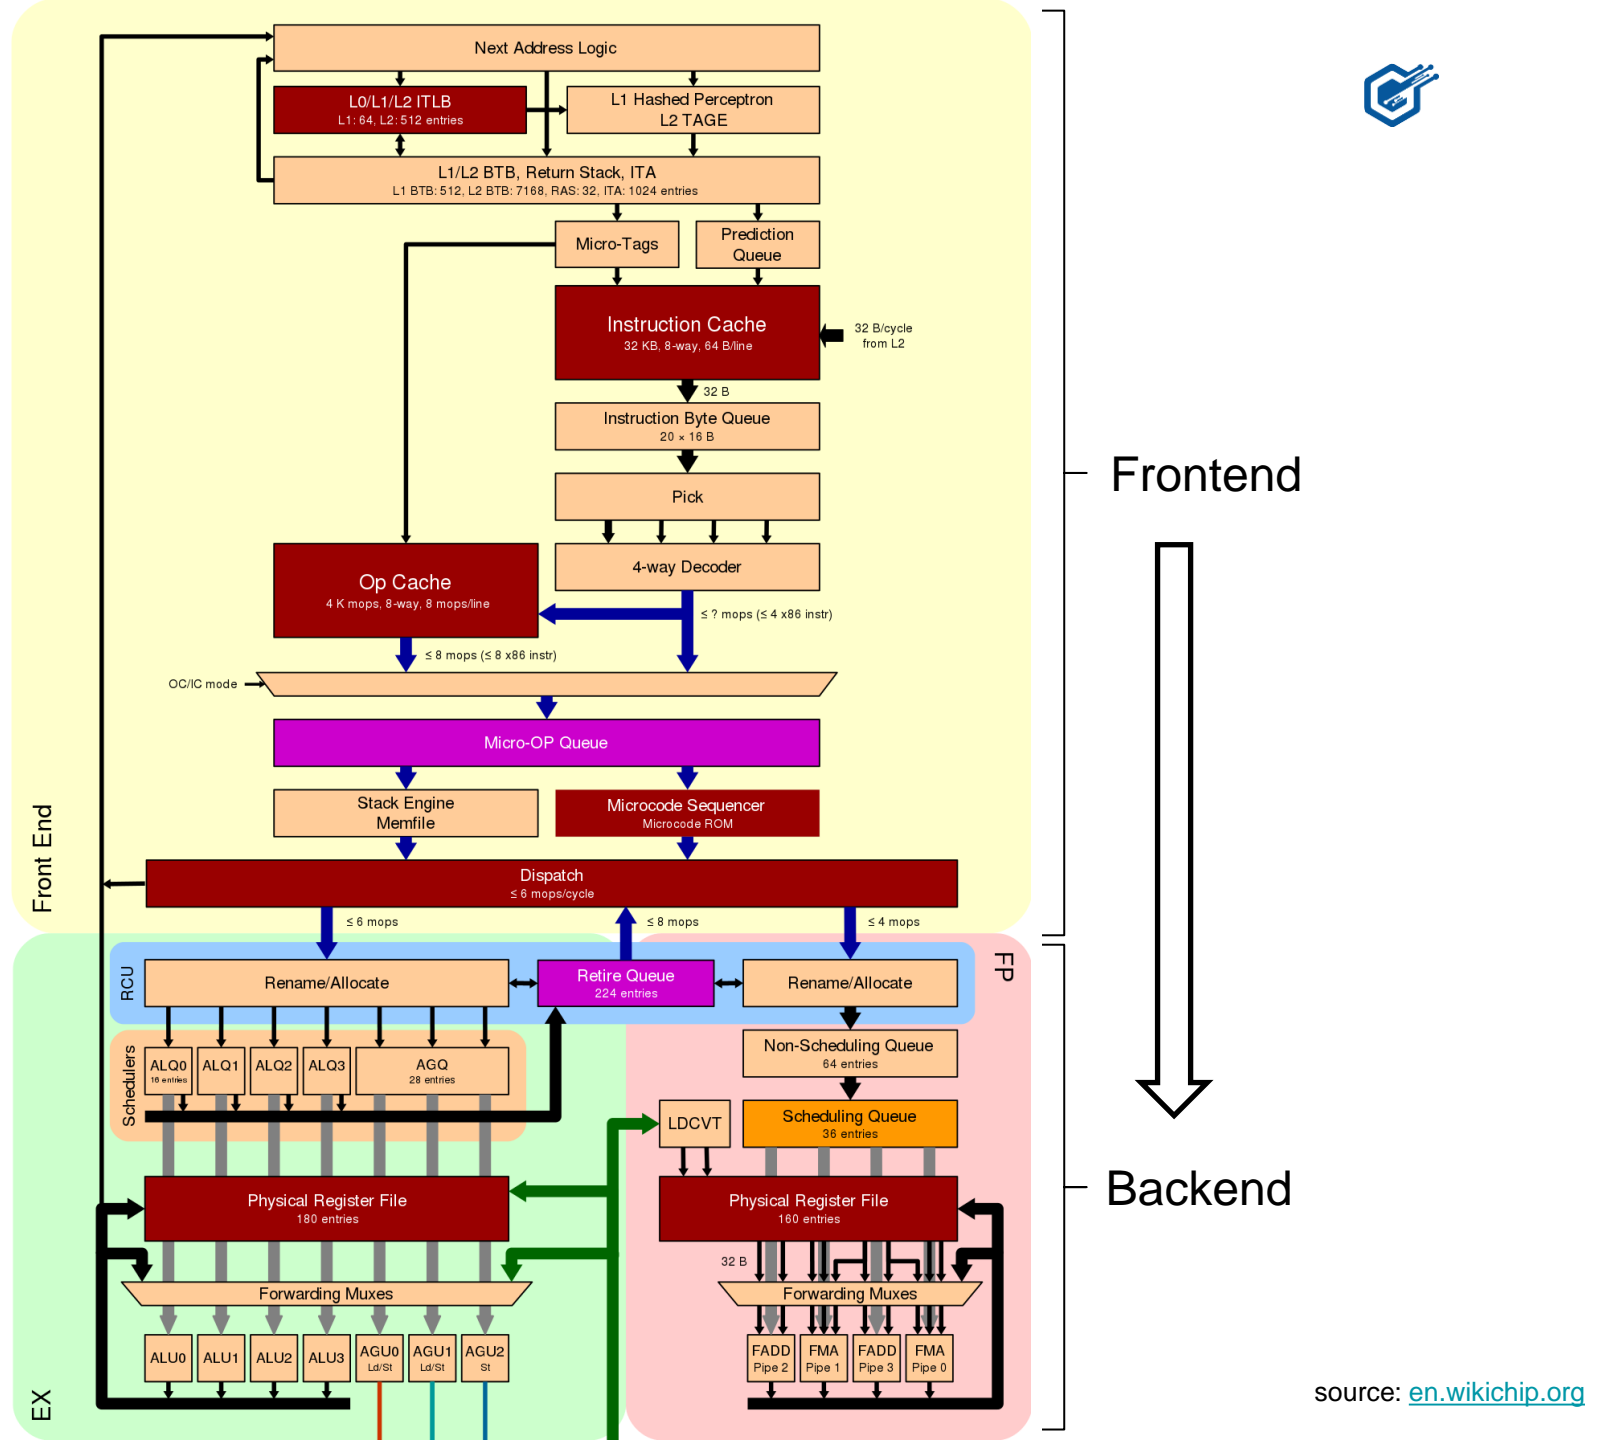 Next Address Logic
L0/L1/L2 ITLB
L1: 64, L2: 512 entries
L1 Hashed Perceptron
L2 TAGE
L1/L2 BTB, Return Stack, ITA
L1 BTB: 512, L2 BTB: 7168, RAS: 32, ITA: 1024 entries
Micro-Tags
Prediction
Queue
Instruction Cache
32 KB, 8-way, 64 B/line
32 B/cycle
from L2
32 B
Instruction Byte Queue
20 × 16 B
Pick
4-way Decoder
Op Cache
4 K mops, 8-way, 8 mops/line
≤ ? mops (≤ 4 x86 instr)
≤ 8 mops (≤ 8 x86 instr)
OC/IC mode
Micro-OP Queue
Stack Engine
Memfile
Microcode Sequencer
Microcode ROM
Front End
Dispatch
≤ 6 mops/cycle
≤ 6 mops
≤ 8 mops
≤ 4 mops
RCU
Rename/Allocate
Retire Queue
224 entries
Rename/Allocate
FP
Schedulers
ALQ0
16 entries
ALQ1
ALQ2
ALQ3
AGQ
28 entries
Non-Scheduling Queue
64 entries
LDCVT
Scheduling Queue
36 entries
Physical Register File
180 entries
Physical Register File
160 entries
32 B
Forwarding Muxes
Forwarding Muxes
ALU0
ALU1
ALU2
ALU3
AGU0
Ld/St
AGU1
Ld/St
AGU2
St
FADD
Pipe 2
FMA
Pipe 1
FADD
Pipe 3
FMA
Pipe 0
EX
Frontend
Backend
source: en.wikichip.org